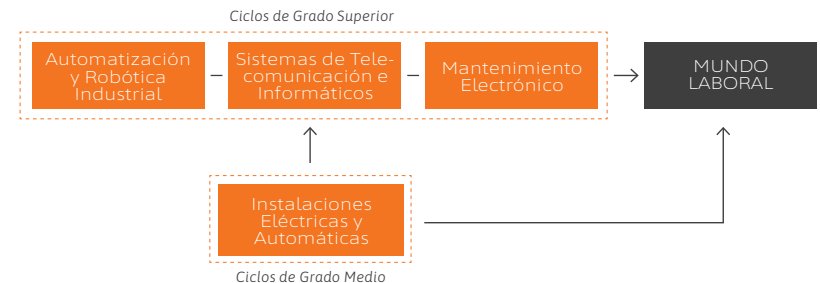 Ciclos de Grado Superior
Automatización
y Robótica
Industrial
Sistemas de Tele-
comunicación e
Informáticos
Mantenimiento
Electrónico
MUNDO
LABORAL
Instalaciones
Eléctricas y
Automáticas
Ciclos de Grado Medio